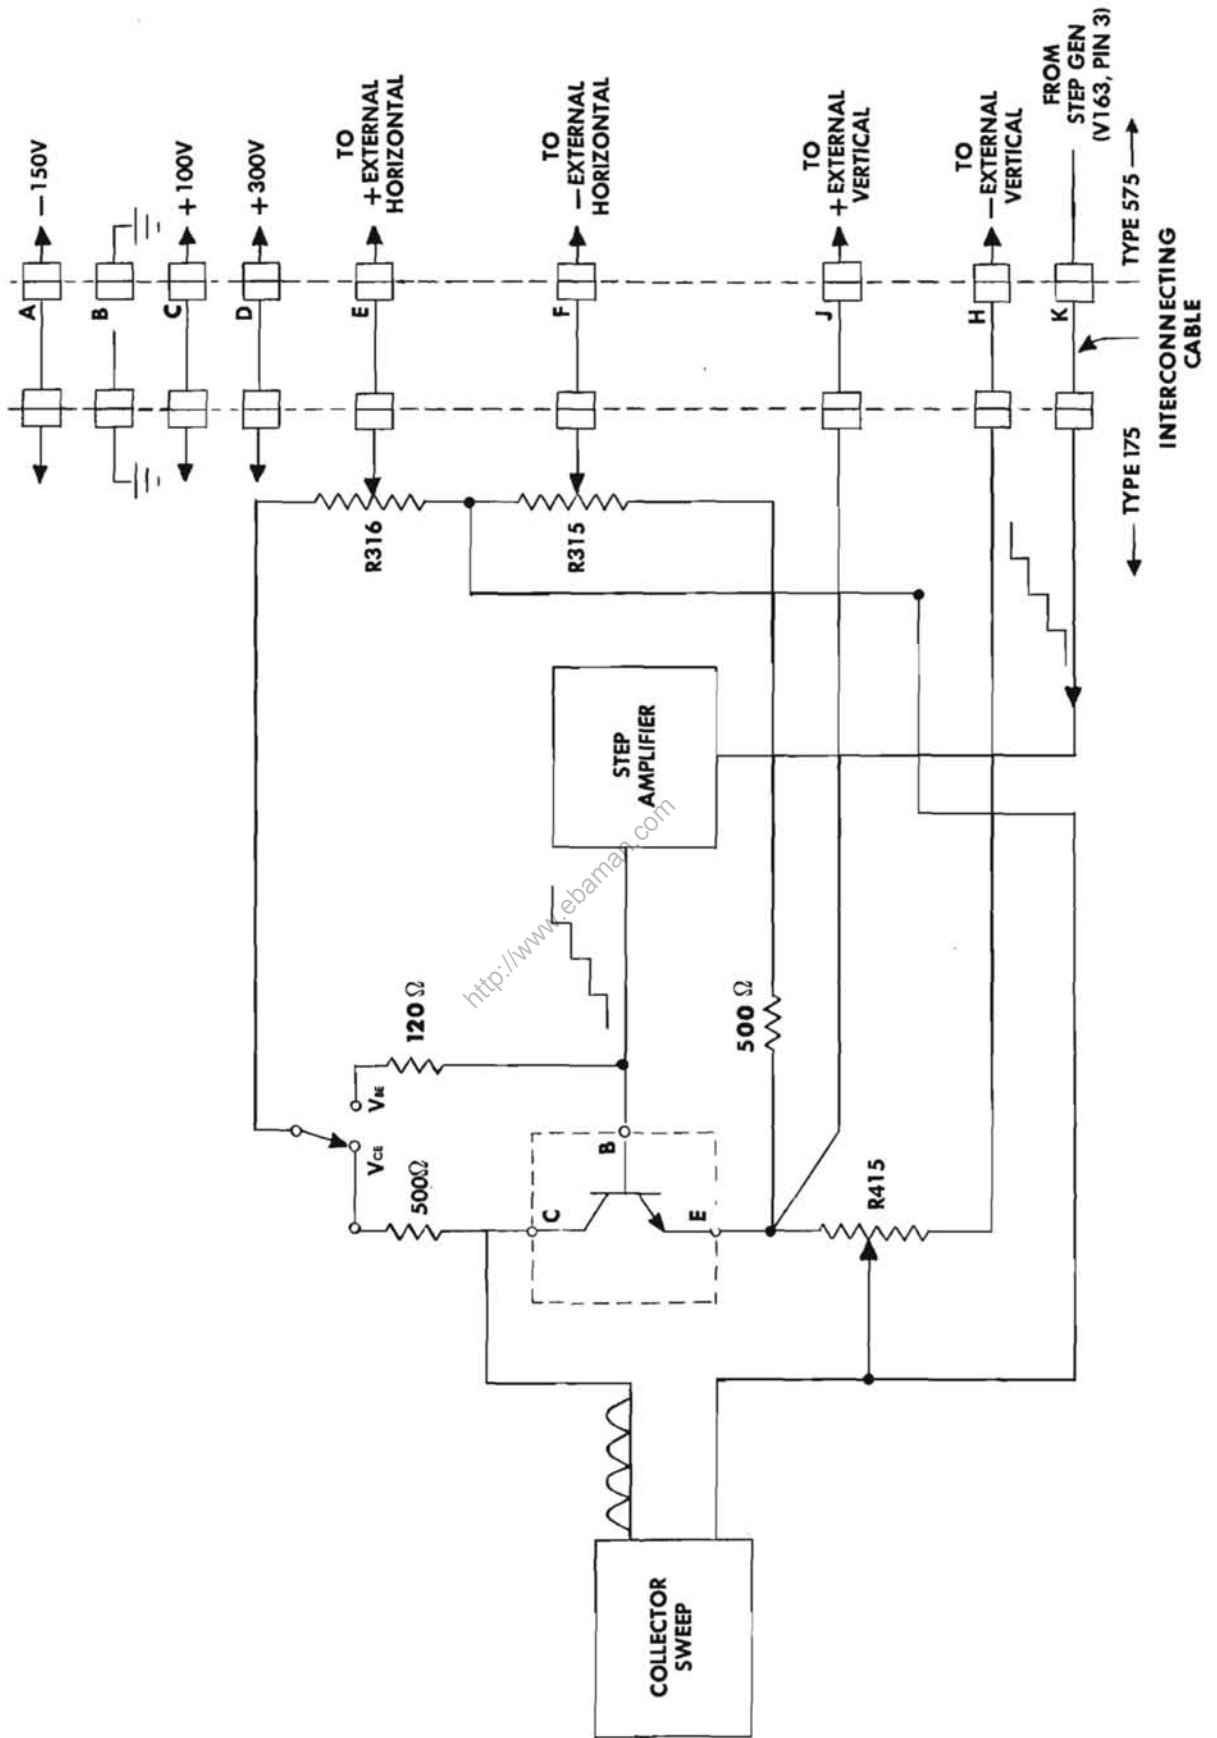 −150V
+100V
+300V
TO
+EXTERNAL
HORIZONTAL
TO
−EXTERNAL
HORIZONTAL
TO
+EXTERNAL
VERTICAL
TO
−EXTERNAL
VERTICAL
FROM
STEP GEN
(V163, PIN 3)
A
B
C
D
E
F
J
H
K
TYPE 575
INTERCONNECTING
CABLE
TYPE 175
R316
R315
STEP
AMPLIFIER
120 Ω
500 Ω
VBE
VCE
500Ω
B
C
E
R415
COLLECTOR
SWEEP
http://www.ebaman.com